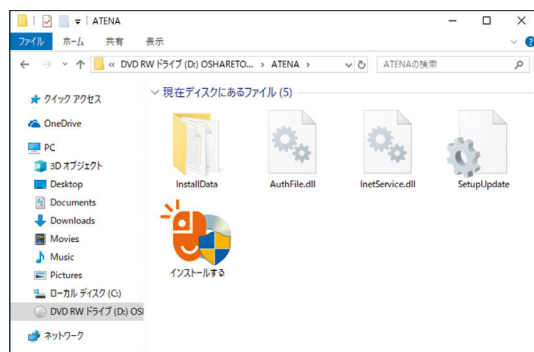 ATENA
ファイル ホーム 共有 表示
« DVD RW ドライブ (D:) OSHARETO... › ATENA ›
ATENAの検索
クイック アクセス
OneDrive
PC
3D オブジェクト
Desktop
Documents
Downloads
Movies
Music
Pictures
ローカル ディスク (C:)
DVD RW ドライブ (D:) OSI
ネットワーク
現在ディスクにあるファイル (5)
InstallData
AuthFile.dll
InetService.dll
SetupUpdate
インストールする